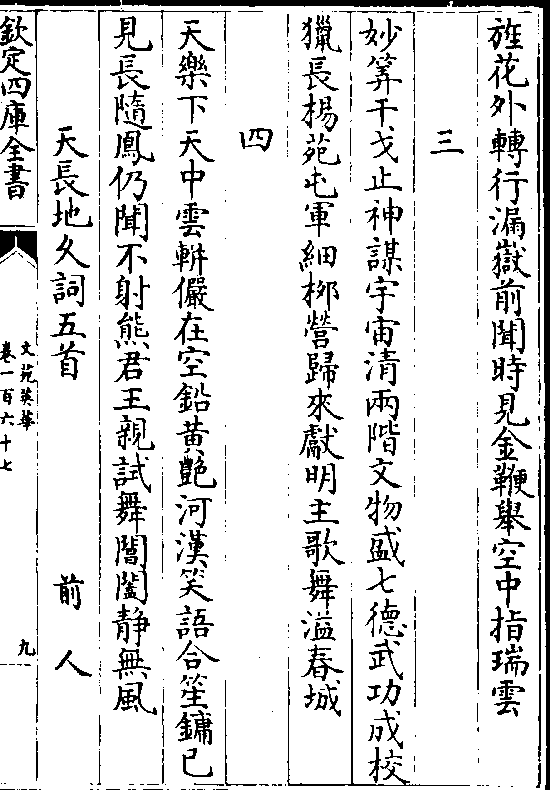 旌花外轉行漏嶽前聞時見金鞭舉空中指瑞雲
三
妙筭干戈止神謀宇宙清兩階文物盛七德武功成校
獵長楊苑屯軍細柳營歸來獻明主歌舞溢春城
四
天樂下天中雲輧儼在空鉛黄艶河漢笑語合笙鏞已
見長隨鳳仍聞不射熊君王親試舞閶闔静無風
天長地久詞五首 前人
欽定四庫全書
文苑英華
卷一百六十七
九